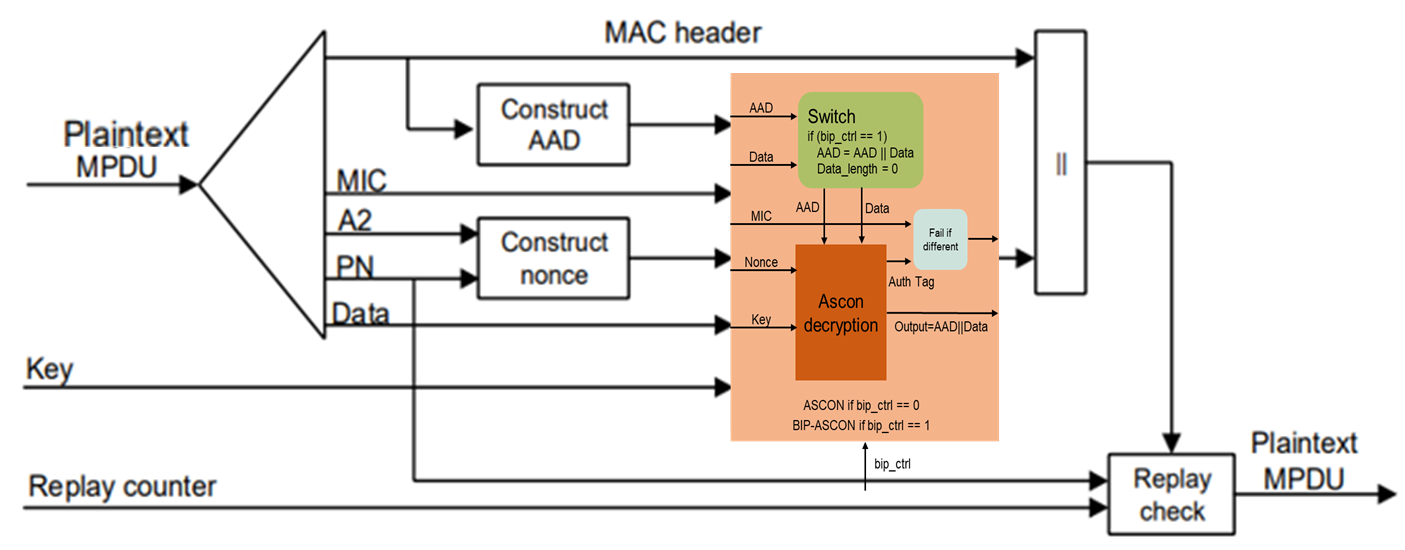 MAC header
Plaintext
MPDU
Construct
AAD
MIC
A2
PN
Data
Construct
nonce
Key
Replay counter
AAD
Data
MIC
Nonce
Key
Switch
if (bip_ctrl == 1)
AAD = AAD || Data
Data_length = 0
AAD
Data
Fail if
different
Auth Tag
Ascon
decryption
Output=AAD||Data
ASCON if bip_ctrl == 0
BIP-ASCON if bip_ctrl == 1
bip_ctrl
||
Replay
check
Plaintext
MPDU